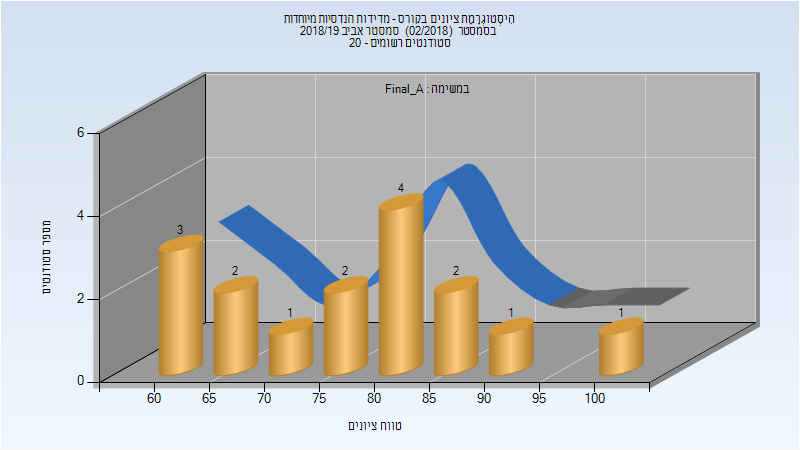 היסטוגרמת ציונים בקורס - מדידות הנדסיות מיוחדות
בסמסטר (02/2018) סמסטר אביב 2018/19
סטודנטים רשומים - 20
במשימה : Final_A
מספר סטודנטים
6
4
2
0
3
2
1
2
4
2
1
1
60 65 70 75 80 85 90 95 100
טווח ציונים